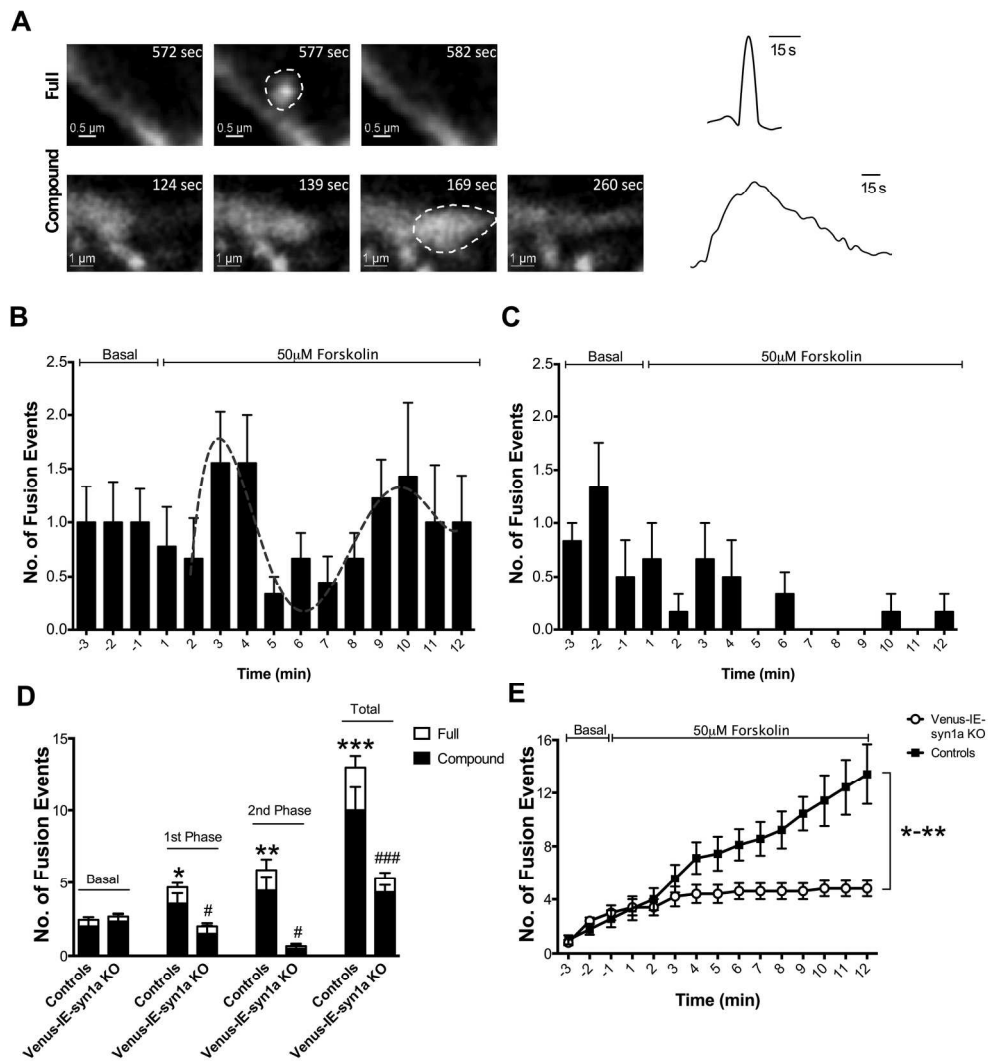 A
Full
572 sec
0.5 µm
577 sec
0.5 µm
582 sec
0.5 µm
15 s
Compound
124 sec
1 µm
139 sec
1 µm
169 sec
1 µm
260 sec
1 µm
15 s
B
Basal
50µM Forskolin
No. of Fusion Events
2.5
2.0
1.5
1.0
0.5
0.0
-3 -2 -1 1 2 3 4 5 6 7 8 9 10 11 12
Time (min)
C
Basal
50µM Forskolin
No. of Fusion Events
2.5
2.0
1.5
1.0
0.5
0.0
-3 -2 -1 1 2 3 4 5 6 7 8 9 10 11 12
Time (min)
D
No. of Fusion Events
15
10
5
0
Basal
1st Phase
2nd Phase
Total
Full
Compound
*
#
**
#
***
###
Controls
Venus-IE-syn1a KO
Controls
Venus-IE-syn1a KO
Controls
Venus-IE-syn1a KO
Controls
Venus-IE-syn1a KO
E
Basal
50µM Forskolin
Venus-IE-
syn1a KO
Controls
No. of Fusion Events
16
12
8
4
0
*-**
-3 -2 -1 1 2 3 4 5 6 7 8 9 10 11 12
Time (min)